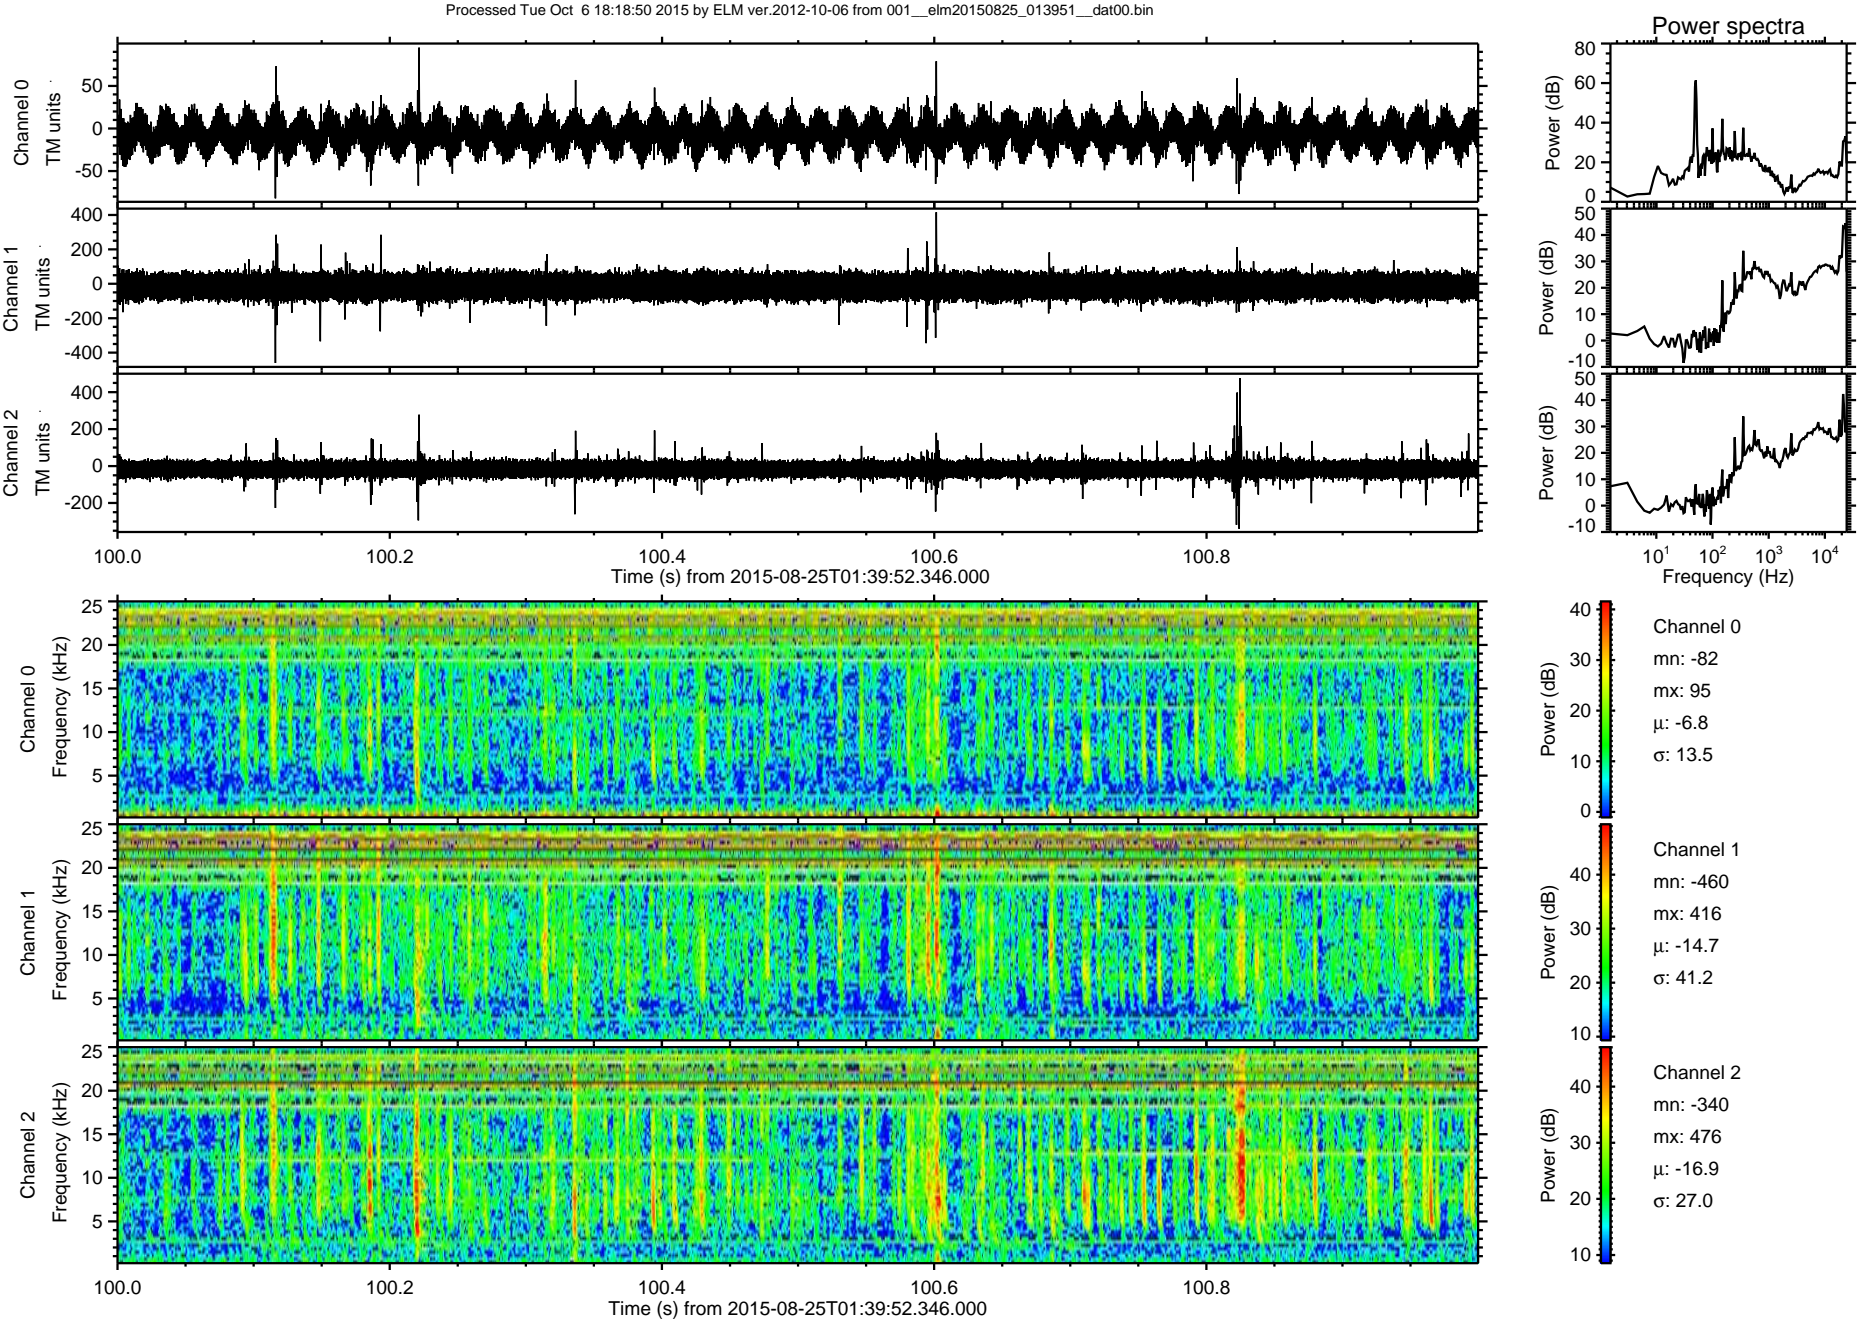 Processed Tue Oct 6 18:18:50 2015 by ELM ver.2012-10-06 from 001__elm20150825_013951__dat00.bin
Power spectra
Channel 0
TM units
50
0
-50
Power (dB)
80
60
40
20
0
Channel 1
TM units
400
200
0
-200
-400
Power (dB)
50
40
30
20
10
0
-10
Channel 2
TM units
400
200
0
-200
Power (dB)
50
40
30
20
10
0
-10
100.0 100.2 100.4 100.6 100.8
Time (s) from 2015-08-25T01:39:52.346.000
10^1 10^2 10^3 10^4
Frequency (Hz)
Channel 0
Frequency (kHz)
25
20
15
10
5
Power (dB)
40
30
20
10
0
Channel 0
mn: -82
mx: 95
μ: -6.8
σ: 13.5
Channel 1
Frequency (kHz)
25
20
15
10
5
Power (dB)
40
30
20
10
Channel 1
mn: -460
mx: 416
μ: -14.7
σ: 41.2
Channel 2
Frequency (kHz)
25
20
15
10
5
Power (dB)
40
30
20
10
Channel 2
mn: -340
mx: 476
μ: -16.9
σ: 27.0
100.0 100.2 100.4 100.6 100.8
Time (s) from 2015-08-25T01:39:52.346.000